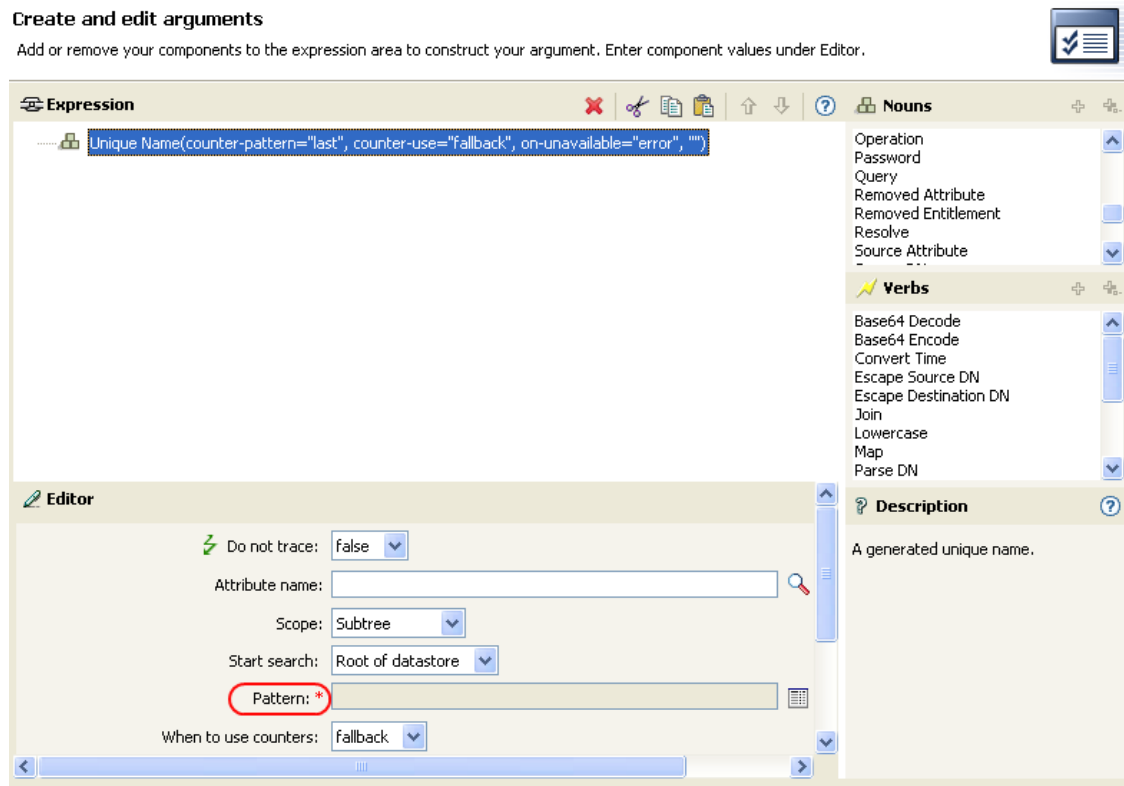 Create and edit arguments
Add or remove your components to the expression area to construct your argument. Enter component values under Editor.
Expression
Unique Name(counter-pattern="last", counter-use="fallback", on-unavailable="error", "")
Nouns
Operation
Password
Query
Removed Attribute
Removed Entitlement
Resolve
Source Attribute
Verbs
Base64 Decode
Base64 Encode
Convert Time
Escape Source DN
Escape Destination DN
Join
Lowercase
Map
Parse DN
Editor
Do not trace: false
Attribute name:
Scope: Subtree
Start search: Root of datastore
Pattern: *
When to use counters: fallback
Description
A generated unique name.